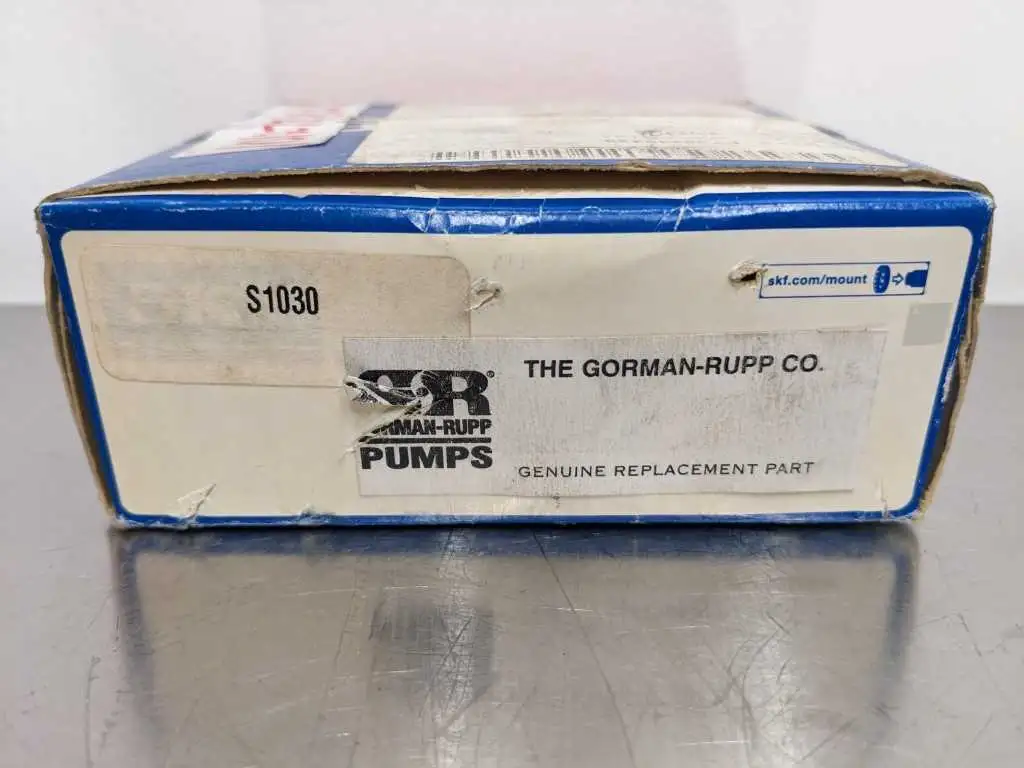 S1030
skf.com/mount
THE GORMAN-RUPP CO.
GR®
GORMAN-RUPP
PUMPS
GENUINE REPLACEMENT PART